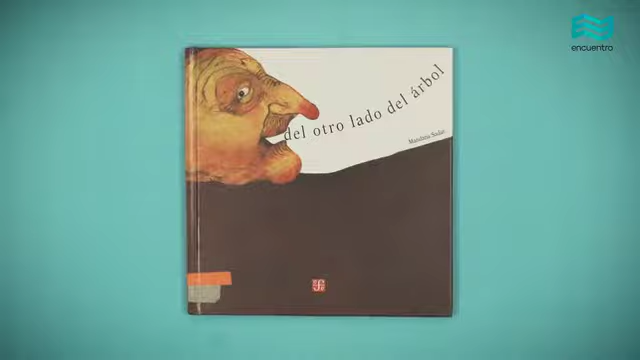 encuentro
del otro lado del árbol
Mandana Sadat